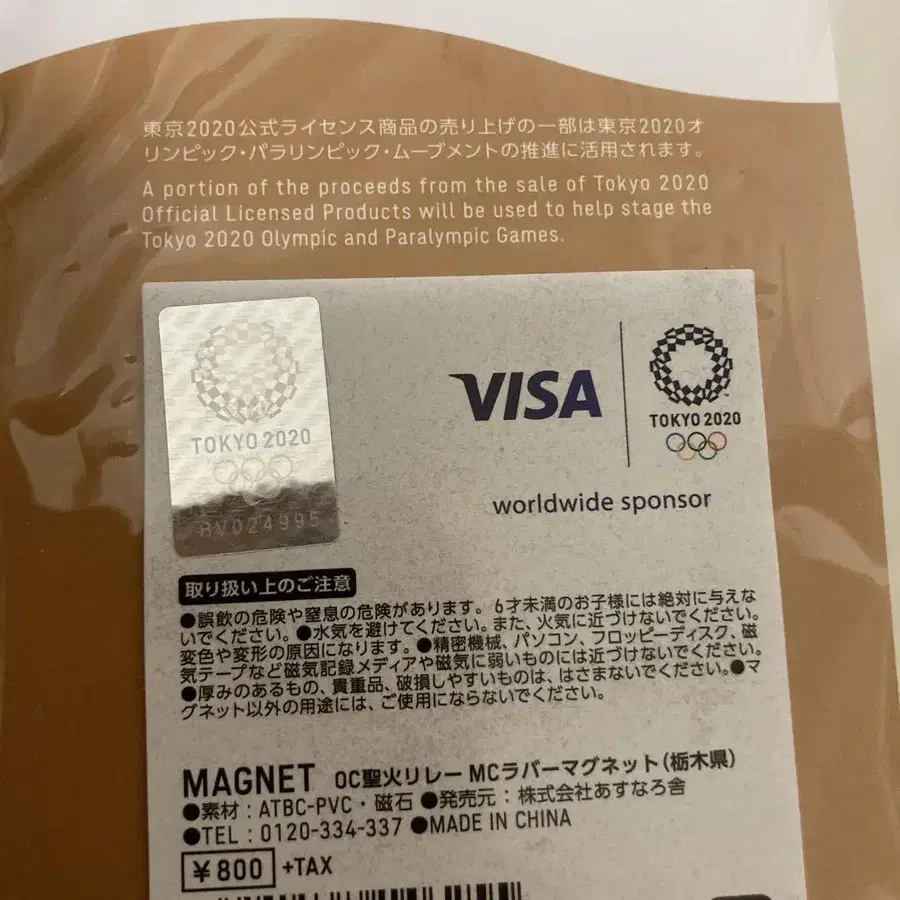 東京2020公式ライセンス商品の売り上げの一部は東京2020オ
リンピック・パラリンピック・ムーブメントの推進に活用されます。
A portion of the proceeds from the sale of Tokyo 2020
Official Licensed Products will be used to help stage the
Tokyo 2020 Olympic and Paralympic Games.
TOKYO 2020
RV024995
VISA
TOKYO 2020
worldwide sponsor
取り扱い上のご注意
●誤飲の危険や窒息の危険があります。6才未満のお子様には絶対に与えな
いでください。●水気を避けてください。また、火気に近づけないでください。
変色や変形の原因になります。●精密機械、パソコン、フロッピーディスク、磁
気テープなど磁気記録メディアや磁気に弱いものには近づけないでください。
●厚みのあるもの、貴重品、破損しやすいものは、はさまないでください。●マ
グネット以外の用途には、ご使用にならないでください。
MAGNET OC聖火リレー MCラバーマグネット(栃木県)
●素材:ATBC-PVC・磁石 ●発売元:株式会社あすなろ舎
●TEL:0120-334-337 ●MADE IN CHINA
¥800 +TAX